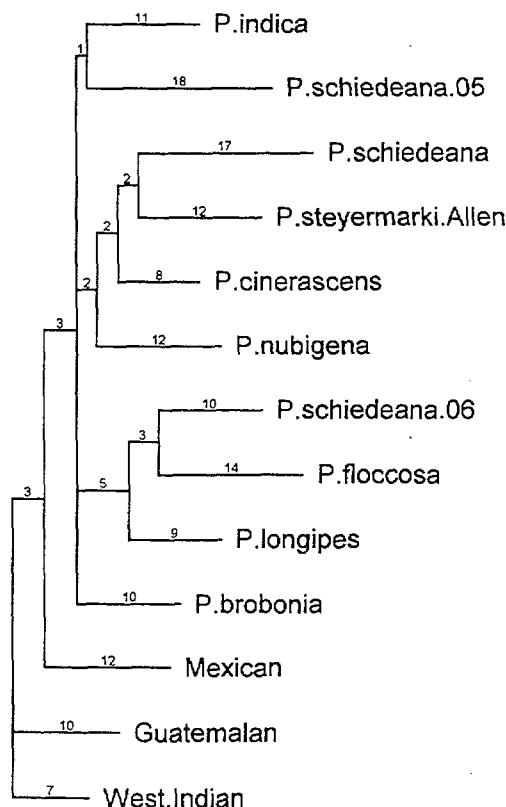 11 P.indica
1
18 P.schiedeana.05
17 P.schiedeana
2
12 P.steyermarki.Allen
2
8 P.cinerascens
2
12 P.nubigena
3
10 P.schiedeana.06
3
14 P.floccosa
3
5
9 P.longipes
10 P.brobonia
12 Mexican
10 Guatemalan
7 West.Indian